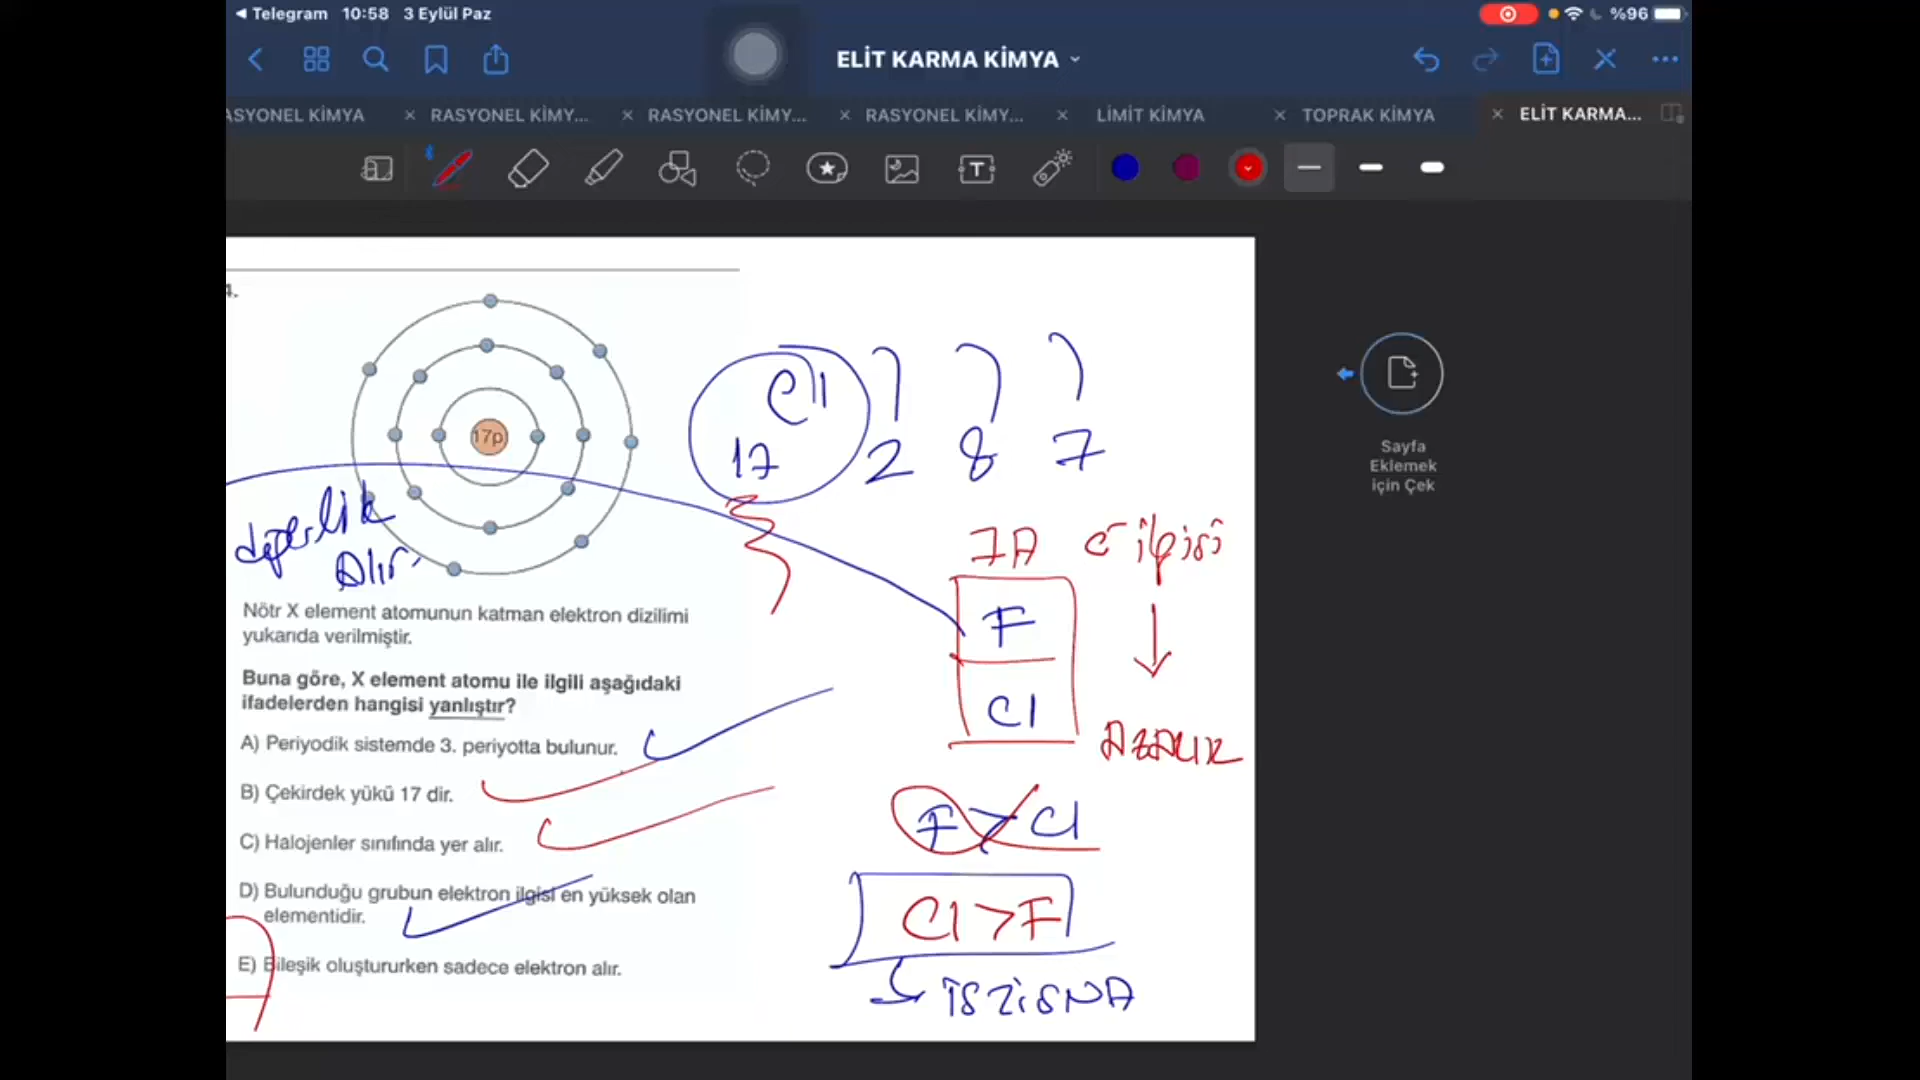 Telegram 10:58 3 Eylül Paz
%96
ELİT KARMA KİMYA
ASYONEL KİMYA
RASYONEL KİMY...
RASYONEL KİMY...
RASYONEL KİMY...
LİMİT KİMYA
TOPRAK KİMYA
ELİT KARMA...
T
4.
17p
Cl
17
2 8 7
Alır.
7A e⁻ ilgisi
F
Cl
AZALIR
F > Cl
Cl > F
İSTİSNA
Nötr X element atomunun katman elektron dizilimi
yukarıda verilmiştir.
Buna göre, X element atomu ile ilgili aşağıdaki
ifadelerden hangisi yanlıştır?
A) Periyodik sistemde 3. periyotta bulunur.
B) Çekirdek yükü 17 dir.
C) Halojenler sınıfında yer alır.
D) Bulunduğu grubun elektron ilgisi en yüksek olan
elementidir.
E) Bileşik oluştururken sadece elektron alır.
Sayfa
Eklemek
için Çek